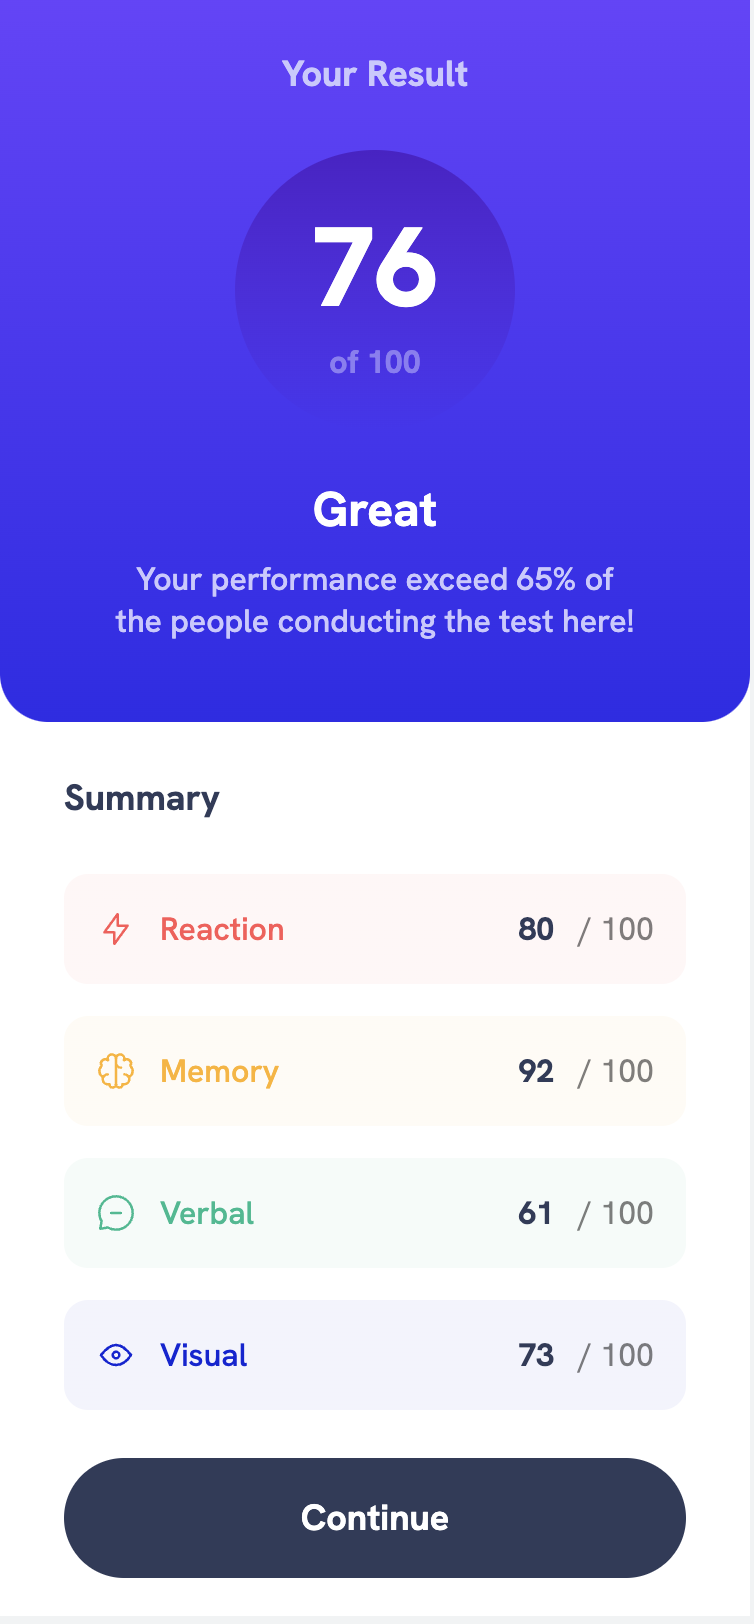 Your Result
76
of 100
Great
Your performance exceed 65% of
the people conducting the test here!
Summary
Reaction 80 / 100
Memory 92 / 100
Verbal 61 / 100
Visual 73 / 100
Continue